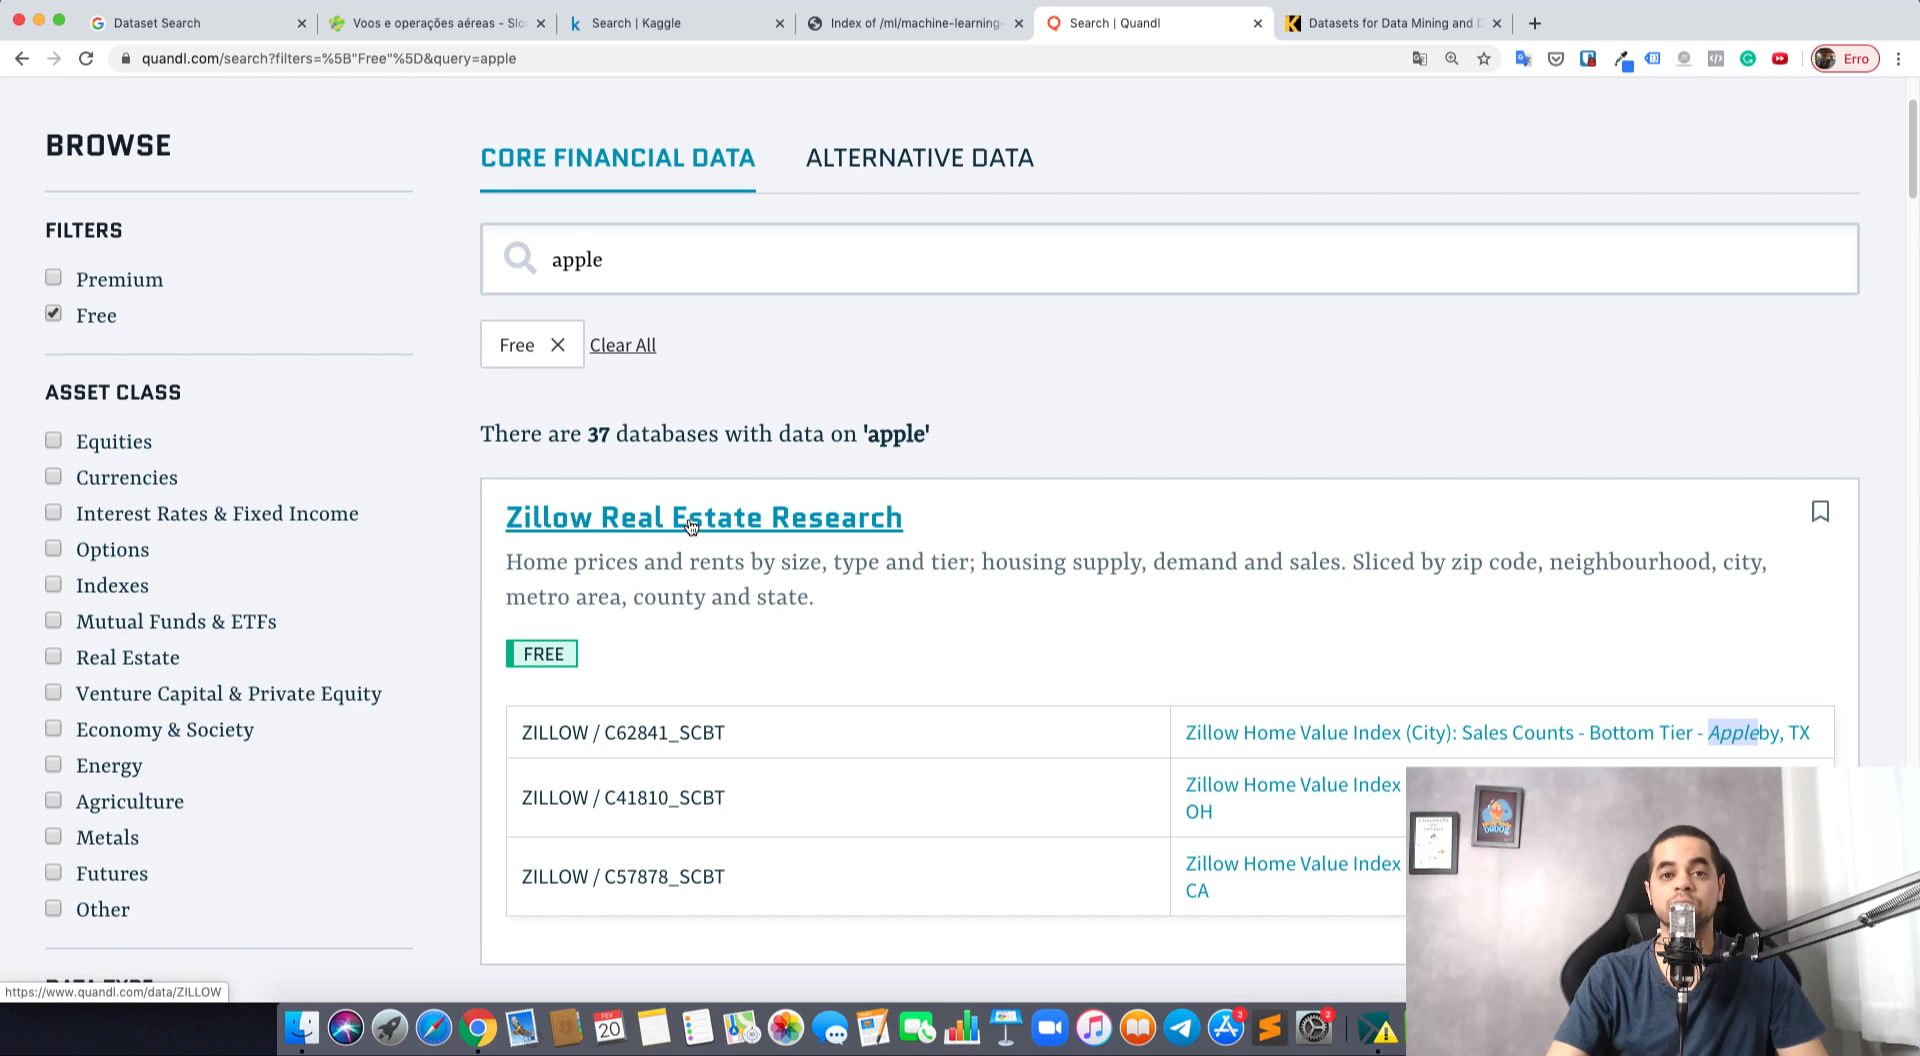 Dataset Search
Voos e operações aéreas - Slo
Search | Kaggle
Index of /ml/machine-learning-
Search | Quandl
Datasets for Data Mining and D
quandl.com/search?filters=%5B"Free"%5D&query=apple
Erro
BROWSE
CORE FINANCIAL DATA
ALTERNATIVE DATA
FILTERS
Premium
Free
apple
Free
Clear All
ASSET CLASS
Equities
Currencies
Interest Rates & Fixed Income
Options
Indexes
Mutual Funds & ETFs
Real Estate
Venture Capital & Private Equity
Economy & Society
Energy
Agriculture
Metals
Futures
Other
There are 37 databases with data on 'apple'
Zillow Real Estate Research
Home prices and rents by size, type and tier; housing supply, demand and sales. Sliced by zip code, neighbourhood, city,
metro area, county and state.
FREE
ZILLOW / C62841_SCBT
Zillow Home Value Index (City): Sales Counts - Bottom Tier - Appleby, TX
ZILLOW / C41810_SCBT
Zillow Home Value Index
OH
ZILLOW / C57878_SCBT
Zillow Home Value Index
CA
DATA TYPE
https://www.quandl.com/data/ZILLOW
FEV
20
3
2